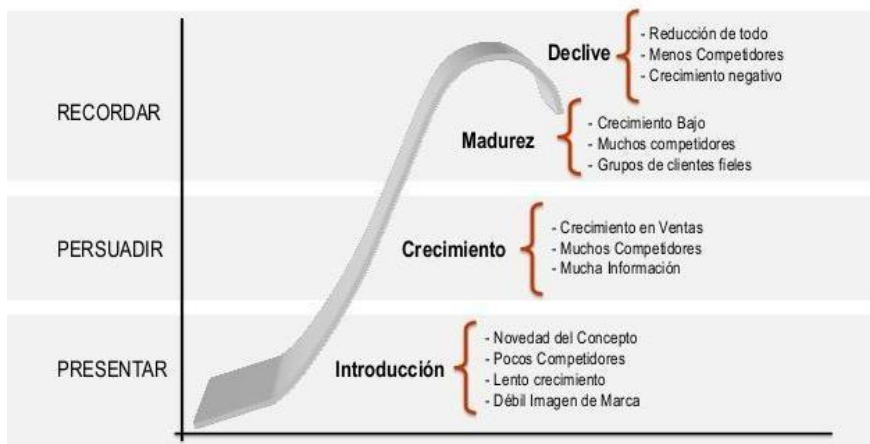 Declive
- Reducción de todo
- Menos Competidores
- Crecimiento negativo
RECORDAR
Madurez
- Crecimiento Bajo
- Muchos competidores
- Grupos de clientes fieles
PERSUADIR
Crecimiento
- Crecimiento en Ventas
- Muchos Competidores
- Mucha Información
PRESENTAR
Introducción
- Novedad del Concepto
- Pocos Competidores
- Lento crecimiento
- Débil Imagen de Marca